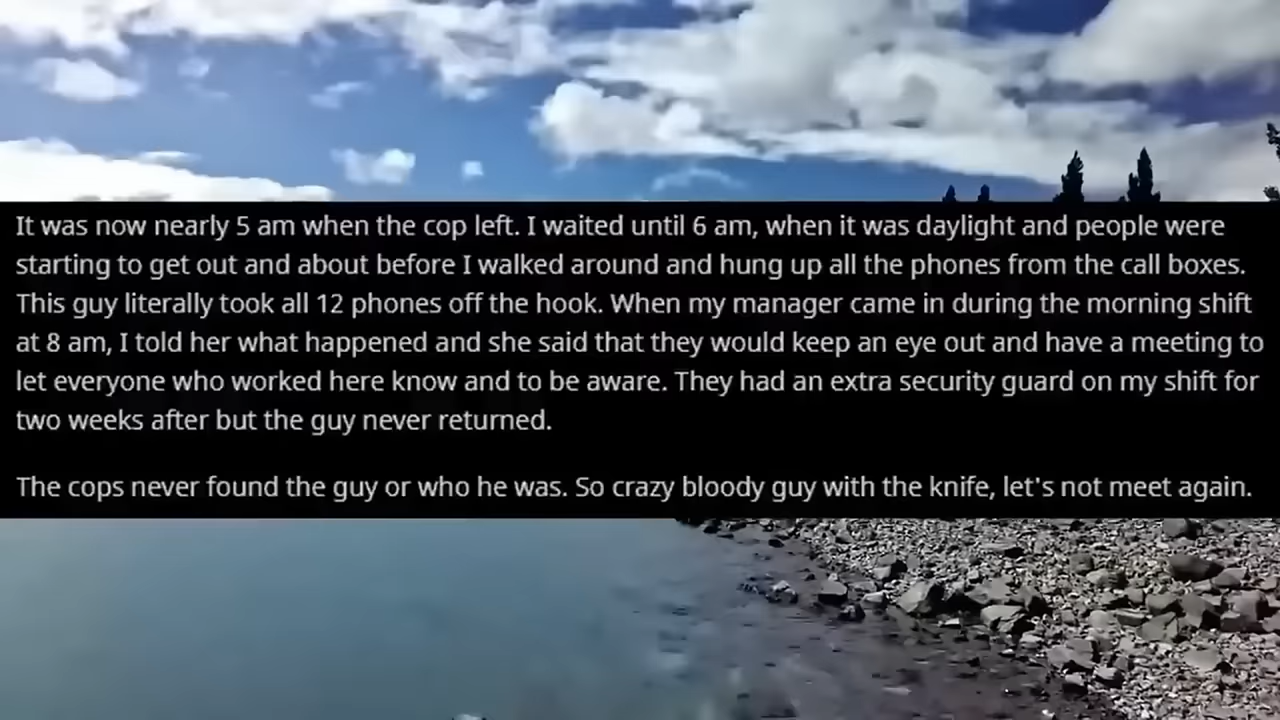 It was now nearly 5 am when the cop left. I waited until 6 am, when it was daylight and people were
starting to get out and about before I walked around and hung up all the phones from the call boxes.
This guy literally took all 12 phones off the hook. When my manager came in during the morning shift
at 8 am, I told her what happened and she said that they would keep an eye out and have a meeting to
let everyone who worked here know and to be aware. They had an extra security guard on my shift for
two weeks after but the guy never returned.
The cops never found the guy or who he was. So crazy bloody guy with the knife, let's not meet again.